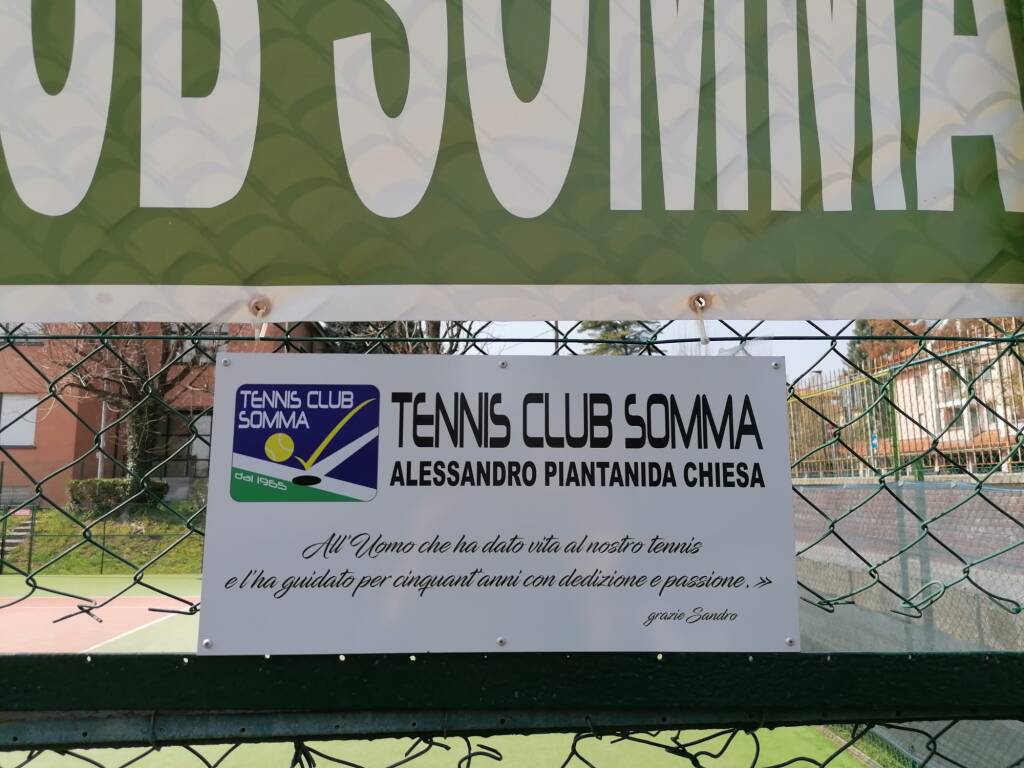 CLUB SOMMA
TENNIS CLUB
SOMMA
dal 1965
TENNIS CLUB SOMMA
ALESSANDRO PIANTANIDA CHIESA
All'Uomo che ha dato vita al nostro tennis
e l'ha guidato per cinquant'anni con dedizione e passione. »
grazie Sandro